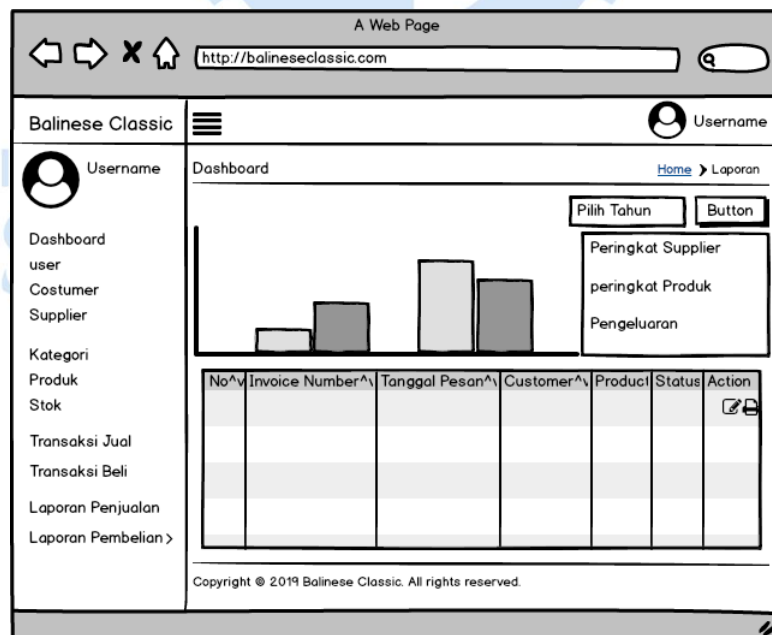 A Web Page
http://balineseclassic.com
Balinese Classic
Username
Username
Dashboard
Home > Laporan
Dashboard
user
Costumer
Supplier
Kategori
Produk
Stok
Transaksi Jual
Transaksi Beli
Laporan Penjualan
Laporan Pembelian >
Pilih Tahun
Button
Peringkat Supplier
peringkat Produk
Pengeluaran
No^v Invoice Number^v Tanggal Pesan^v Customer^v Product Status Action
Copyright © 2019 Balinese Classic. All rights reserved.